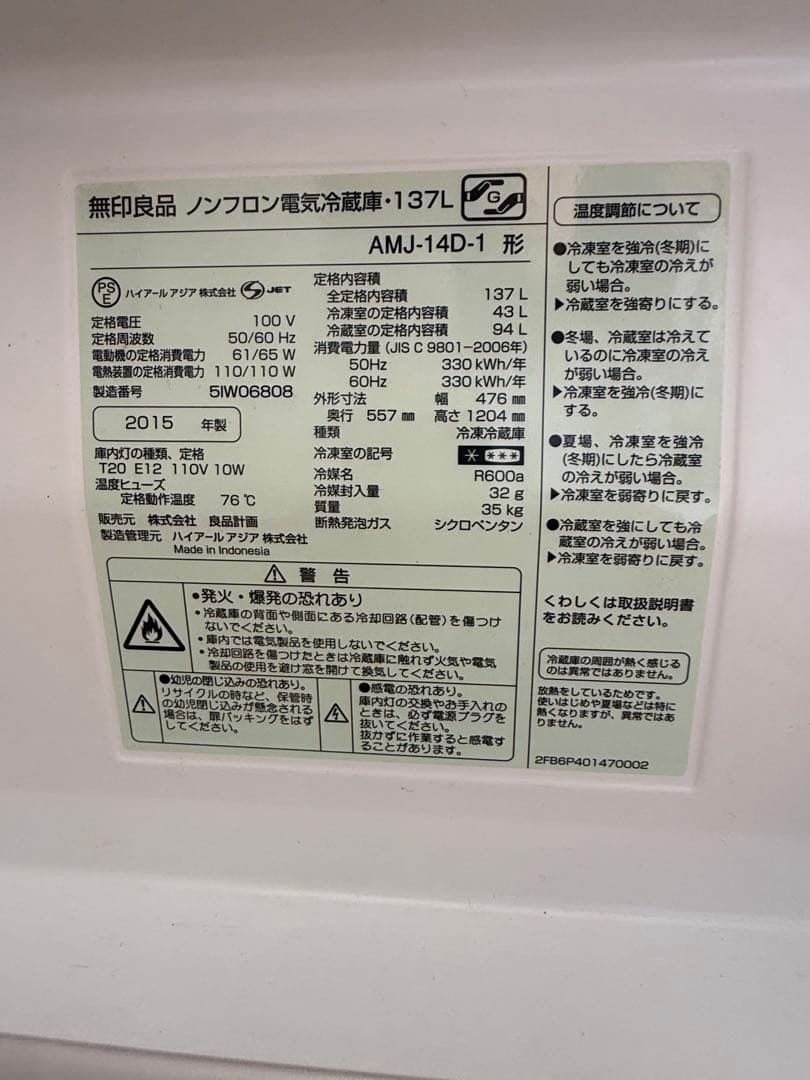 無印良品 ノンフロン電気冷蔵庫・137L G
AMJ-14D-1 形
PS E ハイアール アジア 株式会社 JET
定格電圧 100 V
定格周波数 50/60 Hz
電動機の定格消費電力 61/65 W
電熱装置の定格消費電力 110/110 W
製造番号 5IW06808
2015 年製
庫内灯の種類、定格
T20 E12 110V 10W
温度ヒューズ
定格動作温度 76℃
販売元 株式会社 良品計画
製造管理元 ハイアール アジア 株式会社
Made in Indonesia
定格内容積
全定格内容積 137 L
冷凍室の定格内容積 43 L
冷蔵室の定格内容積 94 L
消費電力量 (JIS C 9801-2006年)
50Hz 330 kWh/年
60Hz 330 kWh/年
外形寸法 幅 476 ㎜
奥行 557 ㎜ 高さ 1204 ㎜
種類 冷凍冷蔵庫
冷凍室の記号 * ***
冷媒名 R600a
冷媒封入量 32 g
質量 35 kg
断熱発泡ガス シクロペンタン
警 告
●発火・爆発の恐れあり
・冷蔵庫の背面や側面にある冷却回路(配管)を傷つけ
ないでください。
・庫内では電気製品を使用しないでください。
・冷却回路を傷つけたときは冷蔵庫に触れず火気や電気
製品の使用を避け窓を開けて換気してください。
●幼児の閉じ込みの恐れあり。
リサイクルの時など、保管時
の幼児閉じ込みが懸念される
場合は、扉パッキングをはず
してください。
●感電の恐れあり。
庫内灯の交換やお手入れの
ときは、必ず電源プラグを
抜いてください。
抜かずに作業すると感電す
ることがあります。
温度調節について
●冷凍室を強冷(冬期)に
しても冷凍室の冷えが
弱い場合。
▶冷蔵室を強寄りにする。
●冬場、冷蔵室は冷えて
いるのに冷凍室の冷え
が弱い場合。
▶冷凍室を強冷(冬期)に
する。
●夏場、冷凍室を強冷
(冬期)にしたら冷蔵室
の冷えが弱い場合。
▶冷凍室を弱寄りに戻す。
●冷蔵室を強にしても冷
蔵室の冷えが弱い場合。
▶冷凍室を弱寄りに戻す。
くわしくは取扱説明書
をお読みください。
冷蔵庫の周囲が熱く感じる
のは異常ではありません。
放熱をしているためです。
使いはじめや夏場などは特に
熱くなりますが、異常ではあ
りません。
2FB6P401470002